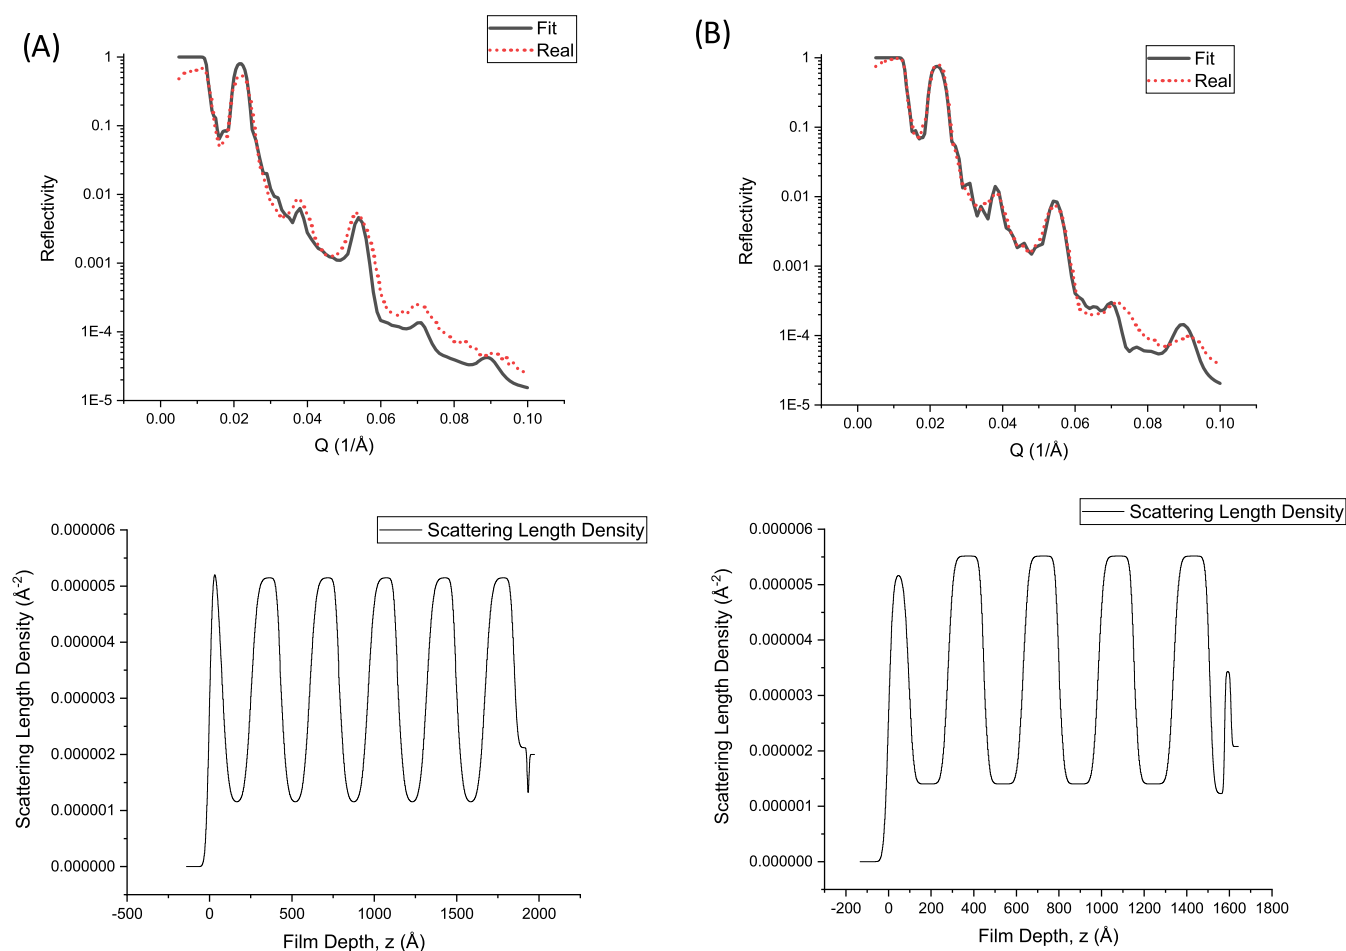 (A)
Fit
Real
1
0.1
0.01
0.001
1E-4
1E-5
Reflectivity
0.00
0.02
0.04
0.06
0.08
0.10
Q (1/Å)
(B)
Fit
Real
1
0.1
0.01
0.001
1E-4
1E-5
Reflectivity
0.00
0.02
0.04
0.06
0.08
0.10
Q (1/Å)
Scattering Length Density
0.000006
0.000005
0.000004
0.000003
0.000002
0.000001
0.000000
Scattering Length Density (Å⁻²)
-500
0
500
1000
1500
2000
Film Depth, z (Å)
Scattering Length Density
0.000006
0.000005
0.000004
0.000003
0.000002
0.000001
0.000000
Scattering Length Density (Å⁻²)
-200
0
200
400
600
800
1000
1200
1400
1600
1800
Film Depth, z (Å)